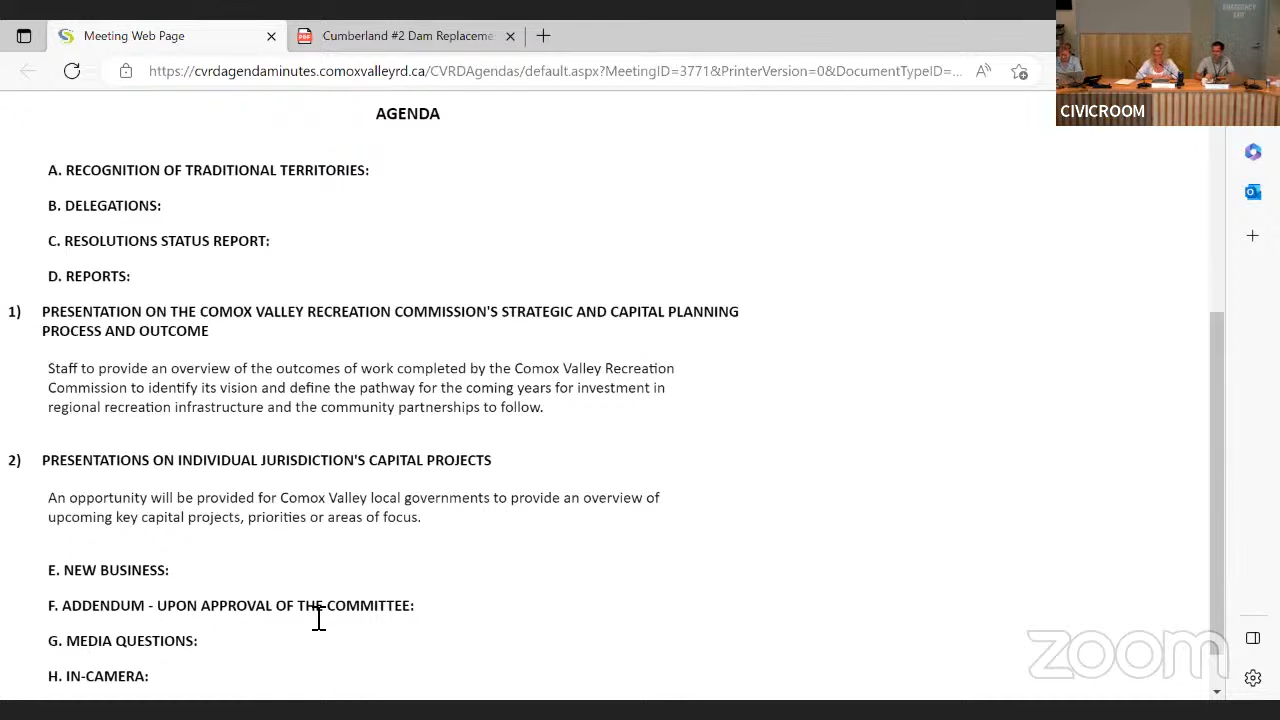 Meeting Web Page
Cumberland #2 Dam Replaceme
https://cvrdagendaminutes.comoxvalleyrd.ca/CVRDAgendas/default.aspx?MeetingID=3771&PrinterVersion=0&DocumentTypeID=...
EMERGENCY
EXIT
CIVICROOM
AGENDA
A. RECOGNITION OF TRADITIONAL TERRITORIES:
B. DELEGATIONS:
C. RESOLUTIONS STATUS REPORT:
D. REPORTS:
1) PRESENTATION ON THE COMOX VALLEY RECREATION COMMISSION'S STRATEGIC AND CAPITAL PLANNING
PROCESS AND OUTCOME
Staff to provide an overview of the outcomes of work completed by the Comox Valley Recreation
Commission to identify its vision and define the pathway for the coming years for investment in
regional recreation infrastructure and the community partnerships to follow.
2) PRESENTATIONS ON INDIVIDUAL JURISDICTION'S CAPITAL PROJECTS
An opportunity will be provided for Comox Valley local governments to provide an overview of
upcoming key capital projects, priorities or areas of focus.
E. NEW BUSINESS:
F. ADDENDUM - UPON APPROVAL OF THE COMMITTEE:
G. MEDIA QUESTIONS:
H. IN-CAMERA:
zoom